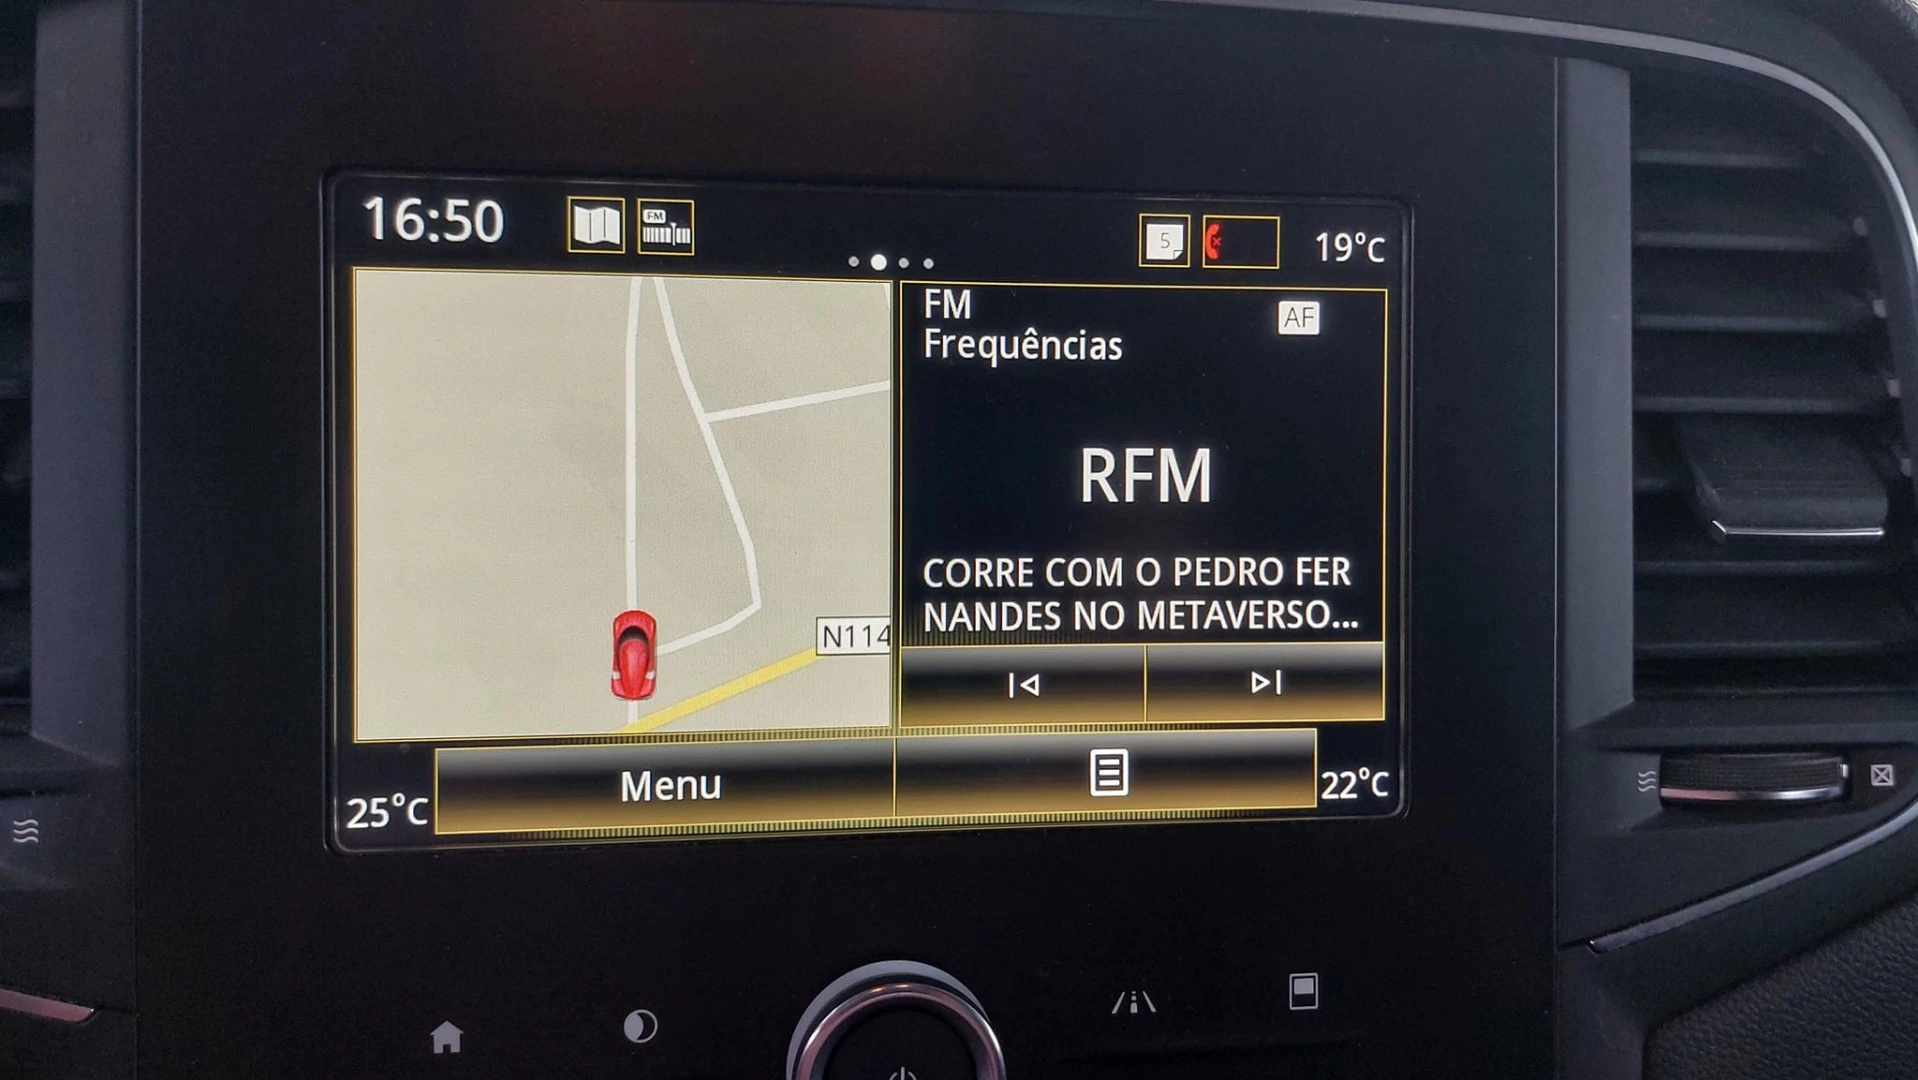 16:50
FM
5
19°C
FM
Frequências
AF
RFM
CORRE COM O PEDRO FER
NANDES NO METAVERSO...
N114
Menu
25°C
22°C